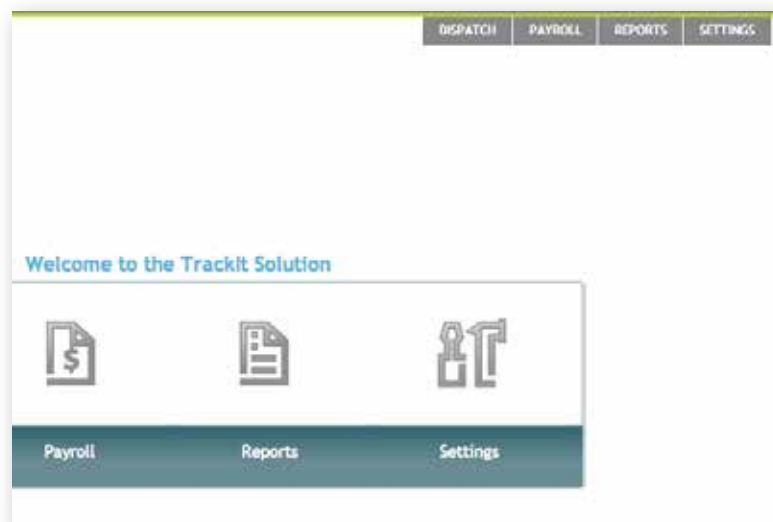 DISPATCH PAYROLL REPORTS SETTINGS
Welcome to the Trackit Solution
$
Payroll Reports Settings